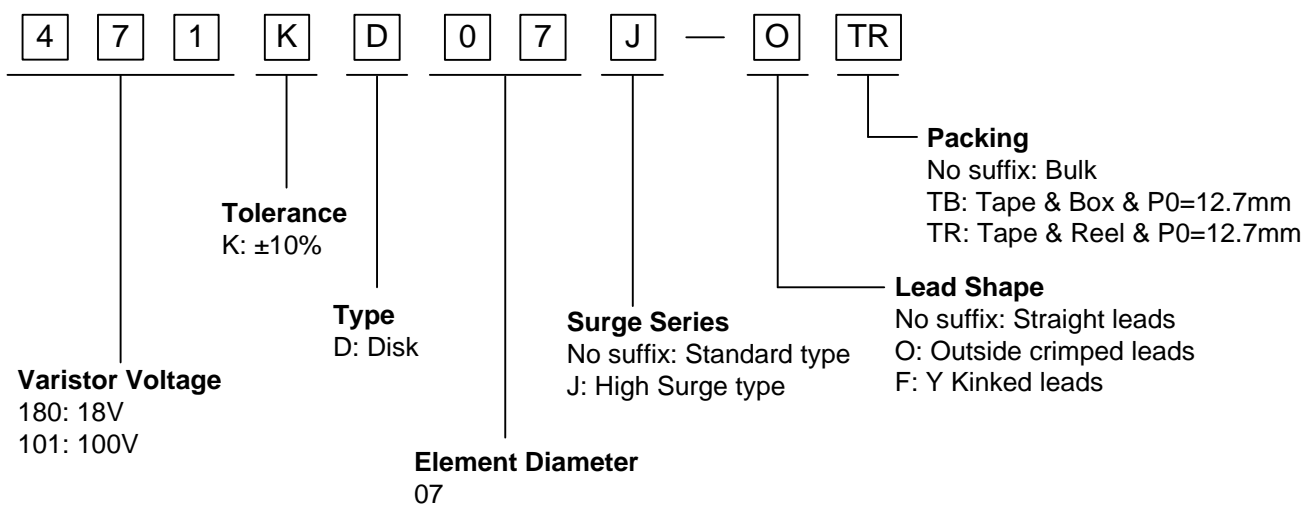 4 7 1 K D 0 7 J — O TR
Packing
No suffix: Bulk
TB: Tape & Box & P0=12.7mm
TR: Tape & Reel & P0=12.7mm
Tolerance
K: ±10%
Lead Shape
No suffix: Straight leads
O: Outside crimped leads
F: Y Kinked leads
Type
D: Disk
Surge Series
No suffix: Standard type
J: High Surge type
Varistor Voltage
180: 18V
101: 100V
Element Diameter
07